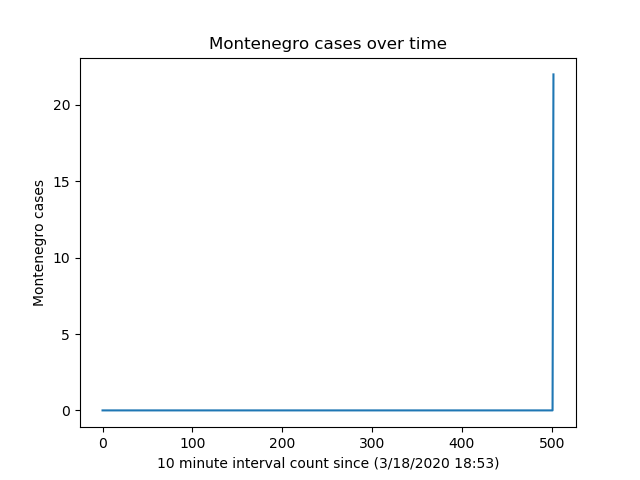 Montenegro cases over time
Montenegro cases
20
15
10
5
0
0 100 200 300 400 500
10 minute interval count since (3/18/2020 18:53)